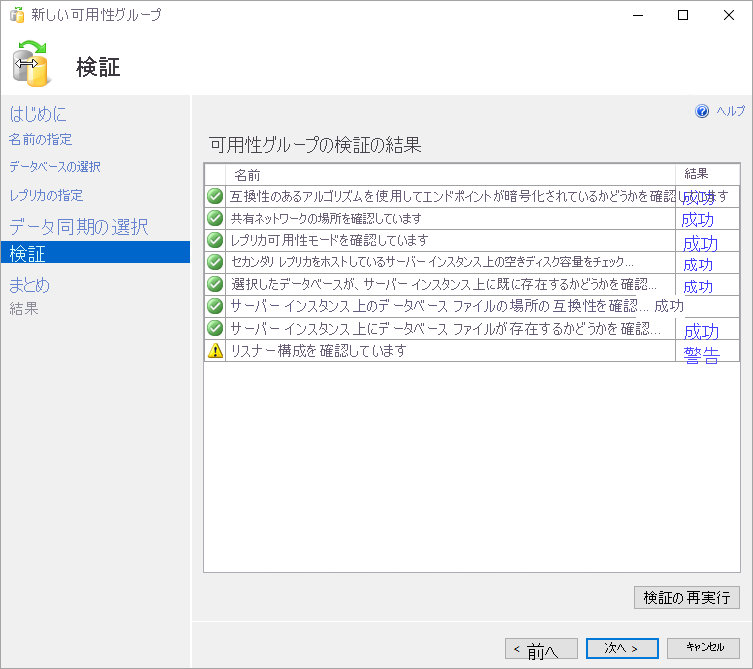 新しい可用性グループ
検証
はじめに
名前の指定
データベースの選択
レプリカの指定
データ同期の選択
検証
まとめ
結果
ヘルプ
可用性グループの検証の結果
名前 結果
互換性のあるアルゴリズムを使用してエンドポイントが暗号化されているかどうかを確認しています 成功
共有ネットワークの場所を確認しています 成功
レプリカ可用性モードを確認しています 成功
セカンダリ レプリカをホストしているサーバー インスタンス上の空きディスク容量をチェック... 成功
選択したデータベースが、サーバー インスタンス上に既に存在するかどうかを確認... 成功
サーバー インスタンス上のデータベース ファイルの場所の互換性を確認... 成功
サーバー インスタンス上にデータベース ファイルが存在するかどうかを確認... 成功
リスナー構成を確認しています 警告
検証の再実行
< 前へ 次へ > キャンセル